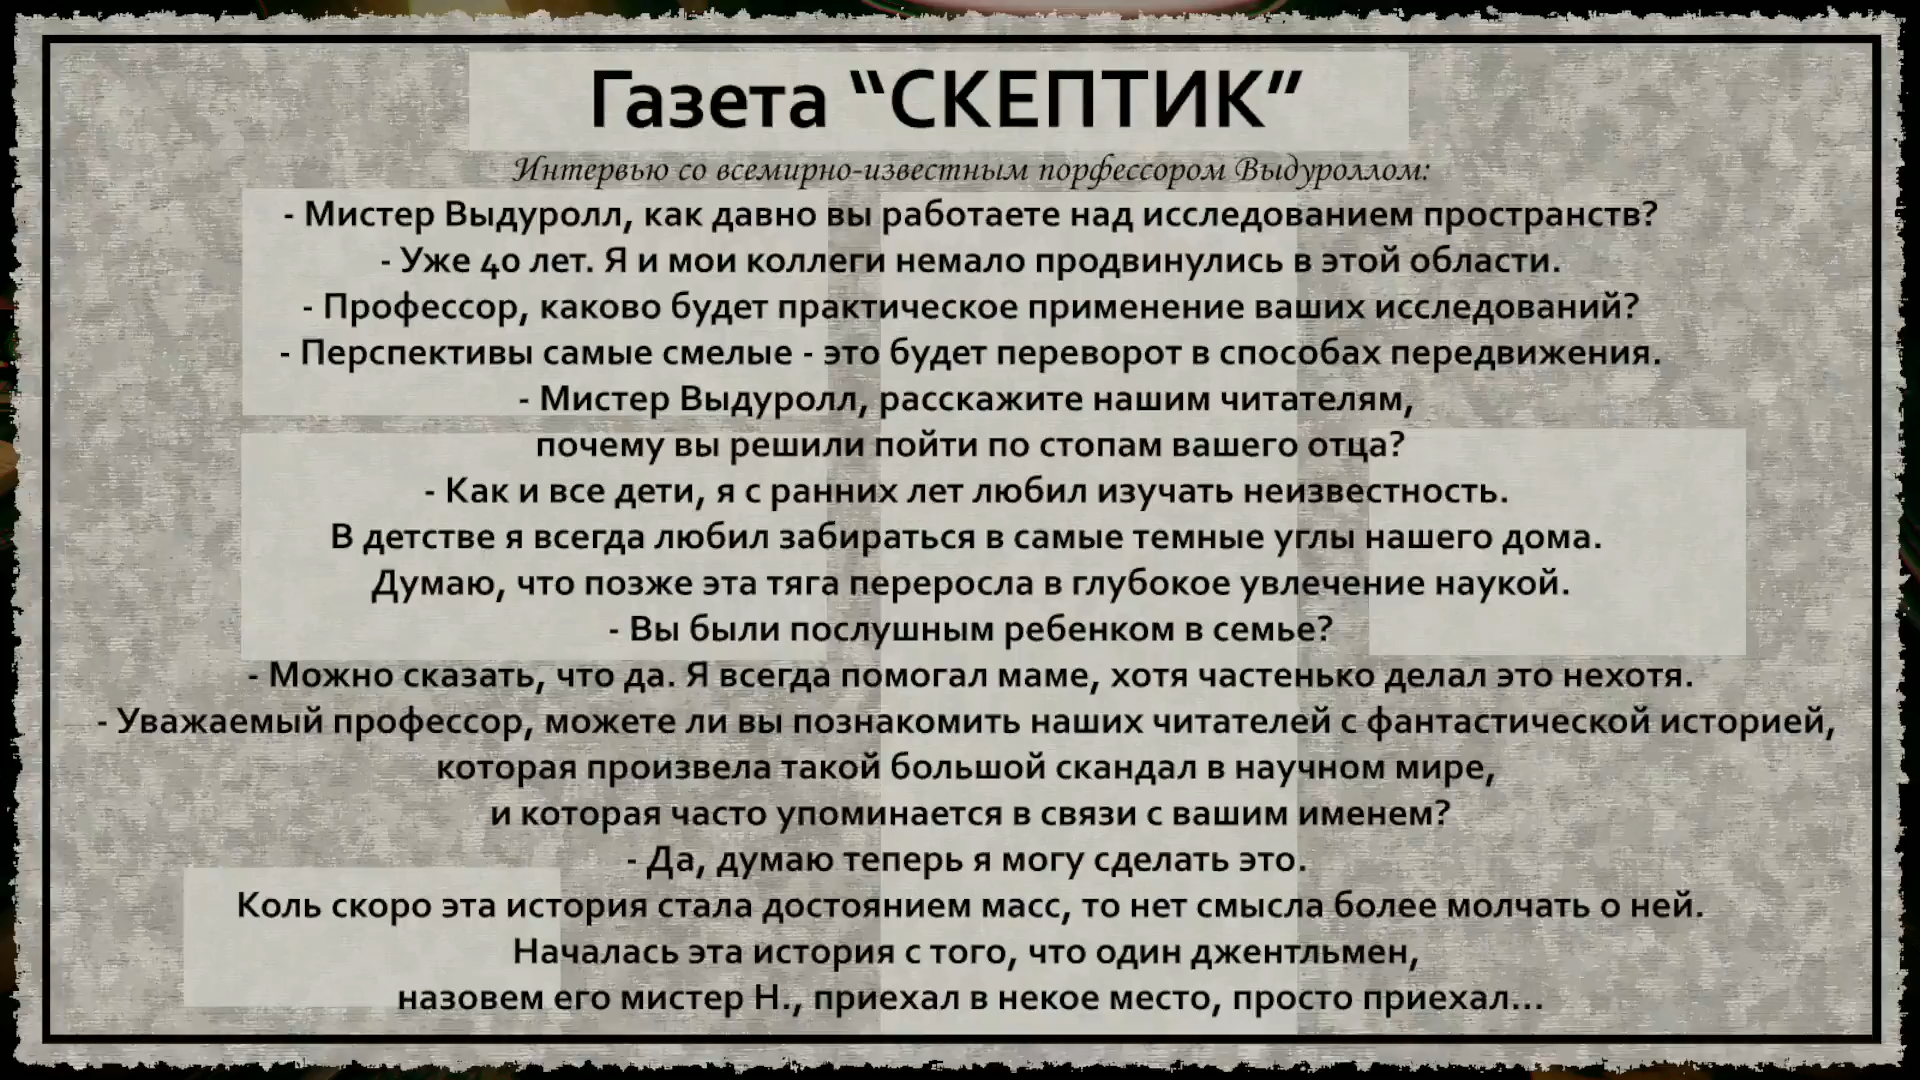 Газета “СКЕПТИК”
Интервью со всемирно-известным порфессором Выдуроллом:
- Мистер Выдуролл, как давно вы работаете над исследованием пространств?
- Уже 40 лет. Я и мои коллеги немало продвинулись в этой области.
- Профессор, каково будет практическое применение ваших исследований?
- Перспективы самые смелые - это будет переворот в способах передвижения.
- Мистер Выдуролл, расскажите нашим читателям,
почему вы решили пойти по стопам вашего отца?
- Как и все дети, я с ранних лет любил изучать неизвестность.
В детстве я всегда любил забираться в самые темные углы нашего дома.
Думаю, что позже эта тяга переросла в глубокое увлечение наукой.
- Вы были послушным ребенком в семье?
- Можно сказать, что да. Я всегда помогал маме, хотя частенько делал это нехотя.
- Уважаемый профессор, можете ли вы познакомить наших читателей с фантастической историей,
которая произвела такой большой скандал в научном мире,
и которая часто упоминается в связи с вашим именем?
- Да, думаю теперь я могу сделать это.
Коль скоро эта история стала достоянием масс, то нет смысла более молчать о ней.
Началась эта история с того, что один джентльмен,
назовем его мистер Н., приехал в некое место, просто приехал...